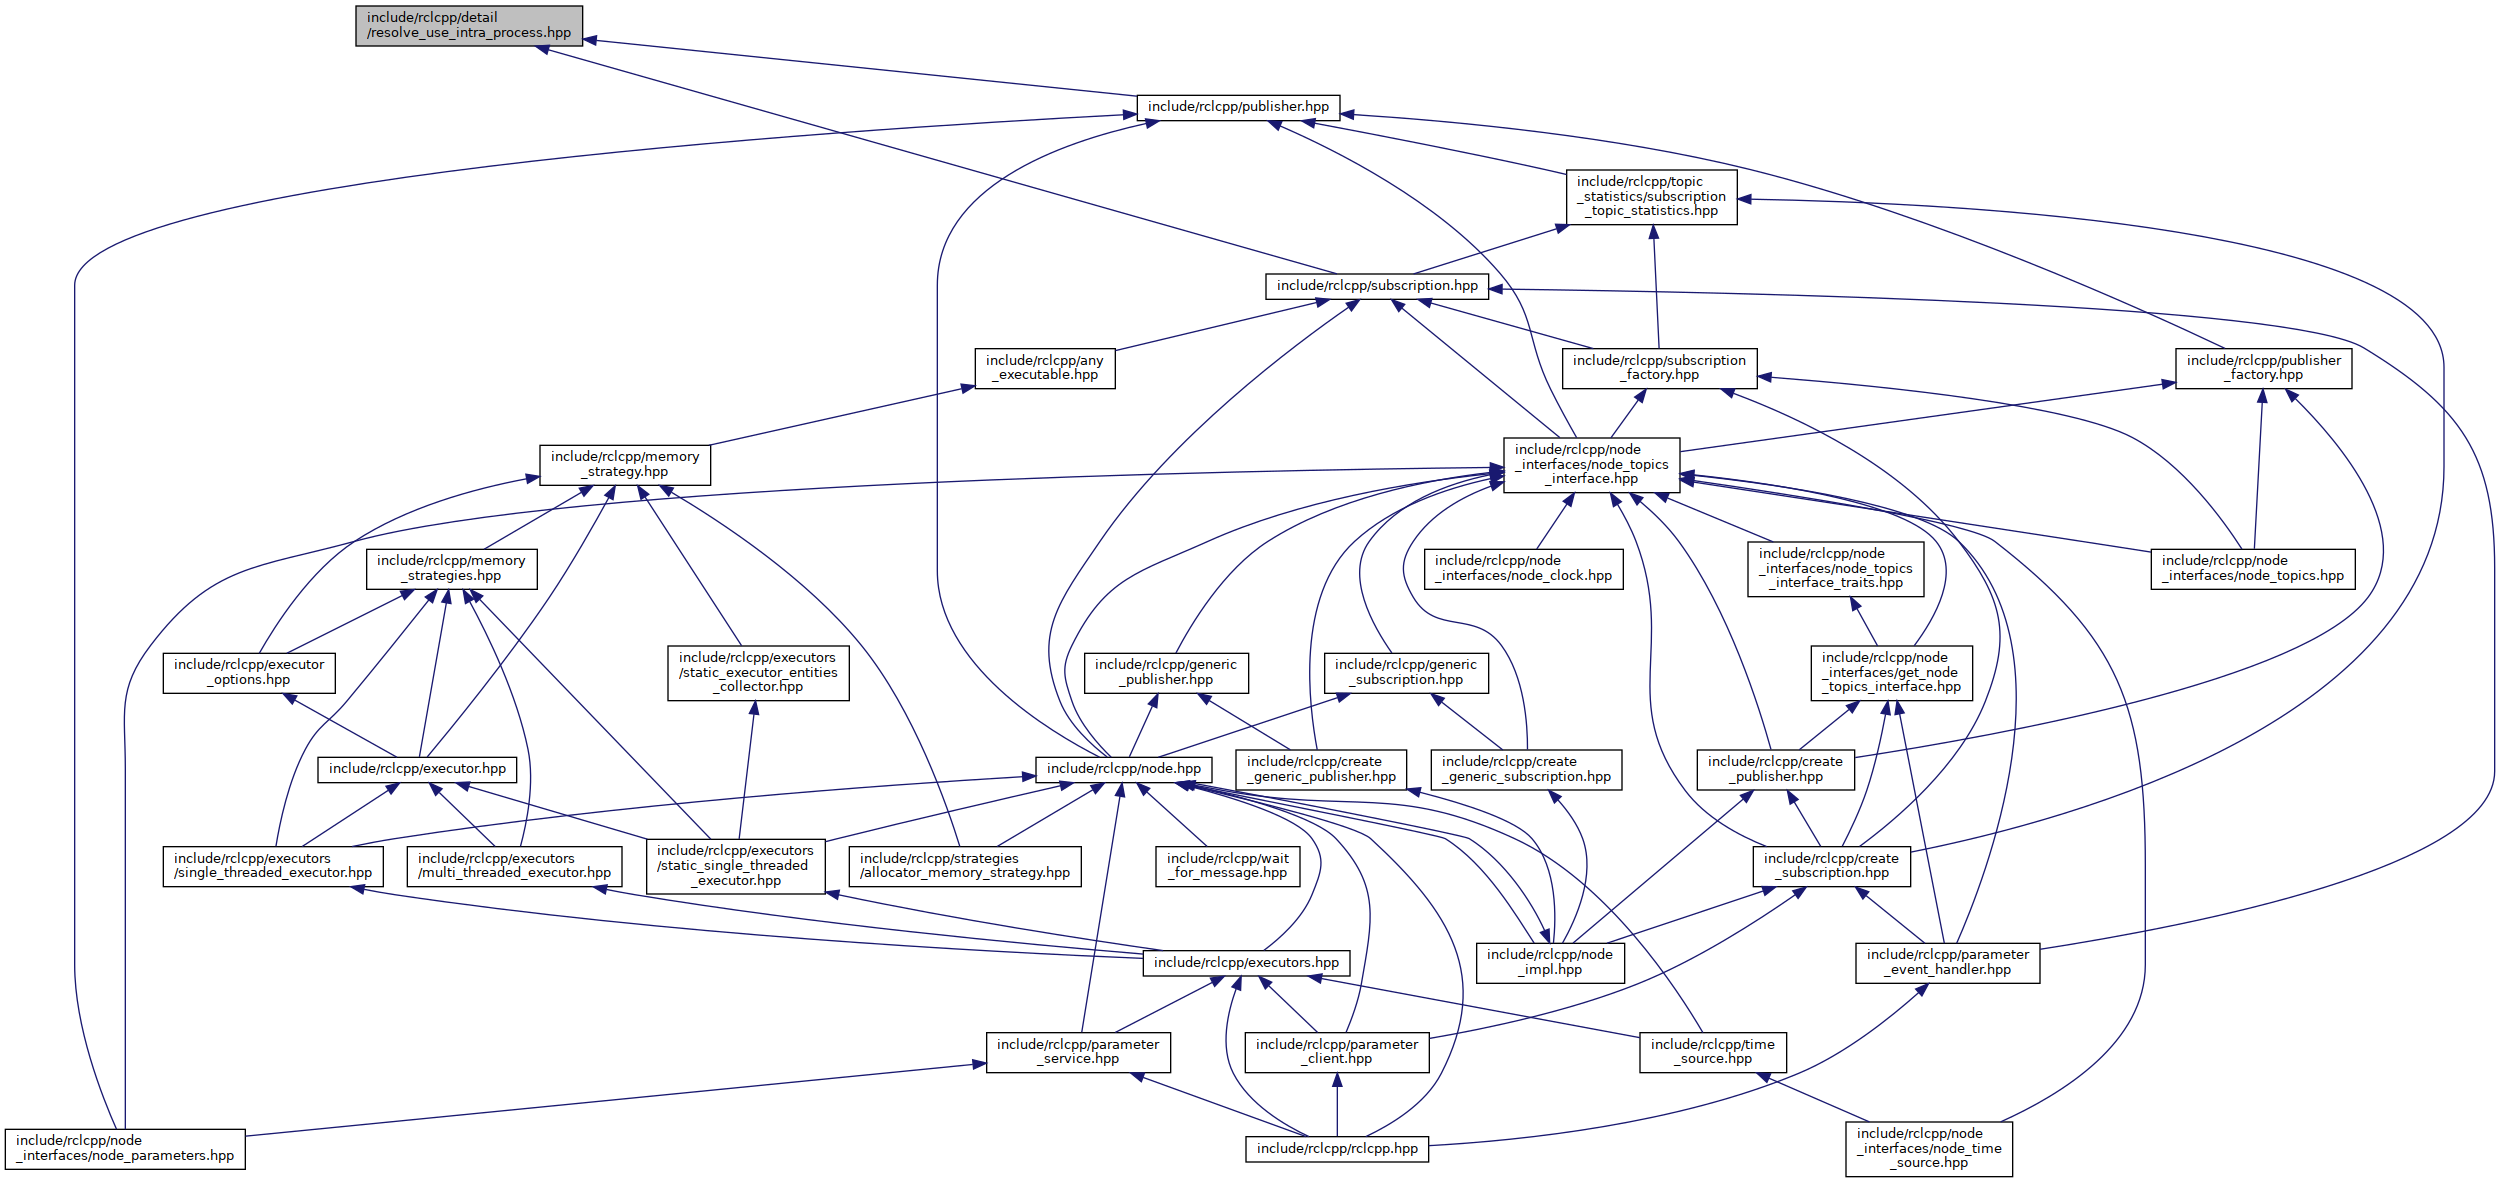 include/rclcpp/detail
/resolve_use_intra_process.hpp
include/rclcpp/publisher.hpp
include/rclcpp/topic
_statistics/subscription
_topic_statistics.hpp
include/rclcpp/subscription.hpp
include/rclcpp/any
_executable.hpp
include/rclcpp/subscription
_factory.hpp
include/rclcpp/publisher
_factory.hpp
include/rclcpp/memory
_strategy.hpp
include/rclcpp/node
_interfaces/node_topics
_interface.hpp
include/rclcpp/memory
_strategies.hpp
include/rclcpp/node
_interfaces/node_clock.hpp
include/rclcpp/node
_interfaces/node_topics
_interface_traits.hpp
include/rclcpp/node
_interfaces/node_topics.hpp
include/rclcpp/executor
_options.hpp
include/rclcpp/executors
/static_executor_entities
_collector.hpp
include/rclcpp/generic
_publisher.hpp
include/rclcpp/generic
_subscription.hpp
include/rclcpp/node
_interfaces/get_node
_topics_interface.hpp
include/rclcpp/executor.hpp
include/rclcpp/node.hpp
include/rclcpp/create
_generic_publisher.hpp
include/rclcpp/create
_generic_subscription.hpp
include/rclcpp/create
_publisher.hpp
include/rclcpp/executors
/single_threaded_executor.hpp
include/rclcpp/executors
/multi_threaded_executor.hpp
include/rclcpp/executors
/static_single_threaded
_executor.hpp
include/rclcpp/strategies
/allocator_memory_strategy.hpp
include/rclcpp/wait
_for_message.hpp
include/rclcpp/create
_subscription.hpp
include/rclcpp/executors.hpp
include/rclcpp/node
_impl.hpp
include/rclcpp/parameter
_event_handler.hpp
include/rclcpp/parameter
_service.hpp
include/rclcpp/parameter
_client.hpp
include/rclcpp/time
_source.hpp
include/rclcpp/node
_interfaces/node_parameters.hpp
include/rclcpp/rclcpp.hpp
include/rclcpp/node
_interfaces/node_time
_source.hpp